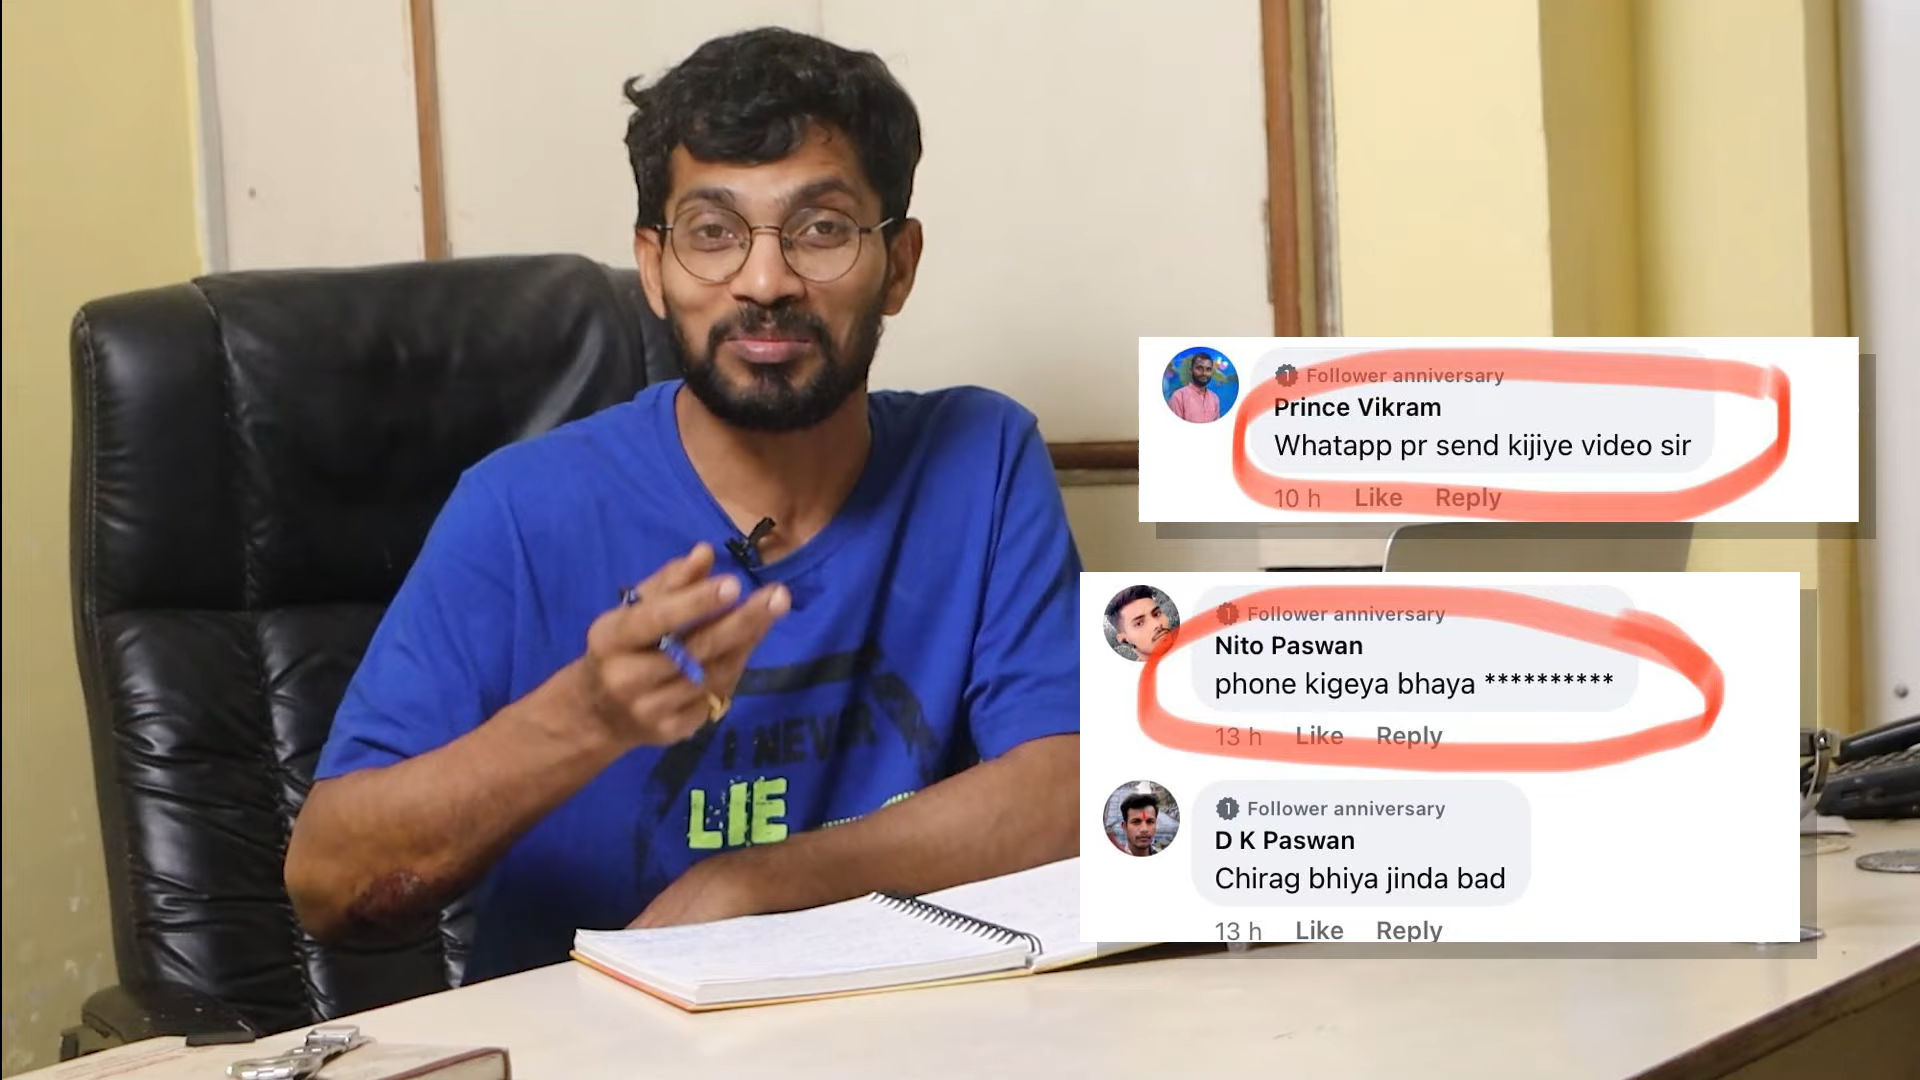 I NEVER
LIE
Follower anniversary
Prince Vikram
Whatapp pr send kijiye video sir
10 h Like Reply
Follower anniversary
Nito Paswan
phone kigeya bhaya **********
13 h Like Reply
Follower anniversary
D K Paswan
Chirag bhiya jinda bad
13 h Like Reply